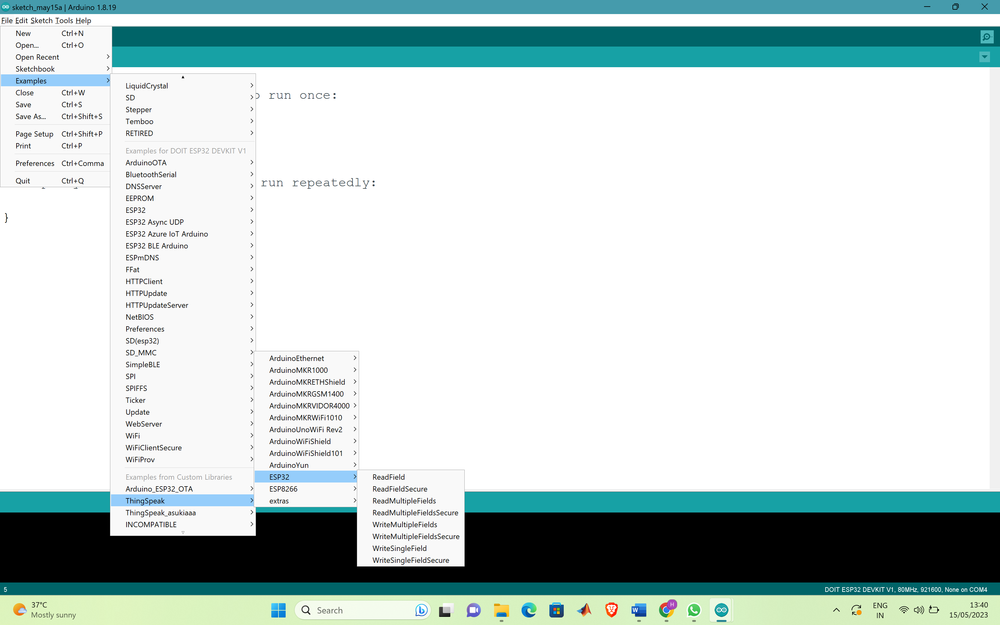 sketch_may15a | Arduino 1.8.19
File Edit Sketch Tools Help
New Ctrl+N
Open... Ctrl+O
Open Recent
Sketchbook
Examples
Close Ctrl+W
Save Ctrl+S
Save As... Ctrl+Shift+S
Page Setup Ctrl+Shift+P
Print Ctrl+P
Preferences Ctrl+Comma
Quit Ctrl+Q
LiquidCrystal
SD
Stepper
Temboo
RETIRED
Examples for DOIT ESP32 DEVKIT V1
ArduinoOTA
BluetoothSerial
DNSServer
EEPROM
ESP32
ESP32 Async UDP
ESP32 Azure IoT Arduino
ESP32 BLE Arduino
ESPmDNS
FFat
HTTPClient
HTTPUpdate
HTTPUpdateServer
NetBIOS
Preferences
SD(esp32)
SD_MMC
SimpleBLE
SPI
SPIFFS
Ticker
Update
WebServer
WiFi
WiFiClientSecure
WiFiProv
Examples from Custom Libraries
Arduino_ESP32_OTA
ThingSpeak
ThingSpeak_asukiaaa
INCOMPATIBLE
ArduinoEthernet
ArduinoMKR1000
ArduinoMKRETHShield
ArduinoMKRGSM1400
ArduinoMKRVIDOR4000
ArduinoMKRWiFi1010
ArduinoUnoWiFi Rev2
ArduinoWiFiShield
ArduinoWiFiShield101
ArduinoYun
ESP32
ESP8266
extras
ReadField
ReadFieldSecure
ReadMultipleFields
ReadMultipleFieldsSecure
WriteMultipleFields
WriteMultipleFieldsSecure
WriteSingleField
WriteSingleFieldSecure
run once:
run repeatedly:
}
5
DOIT ESP32 DEVKIT V1, 80MHz, 921600, None on COM4
37°C
Mostly sunny
Search
H
ENG
IN
13:40
15/05/2023